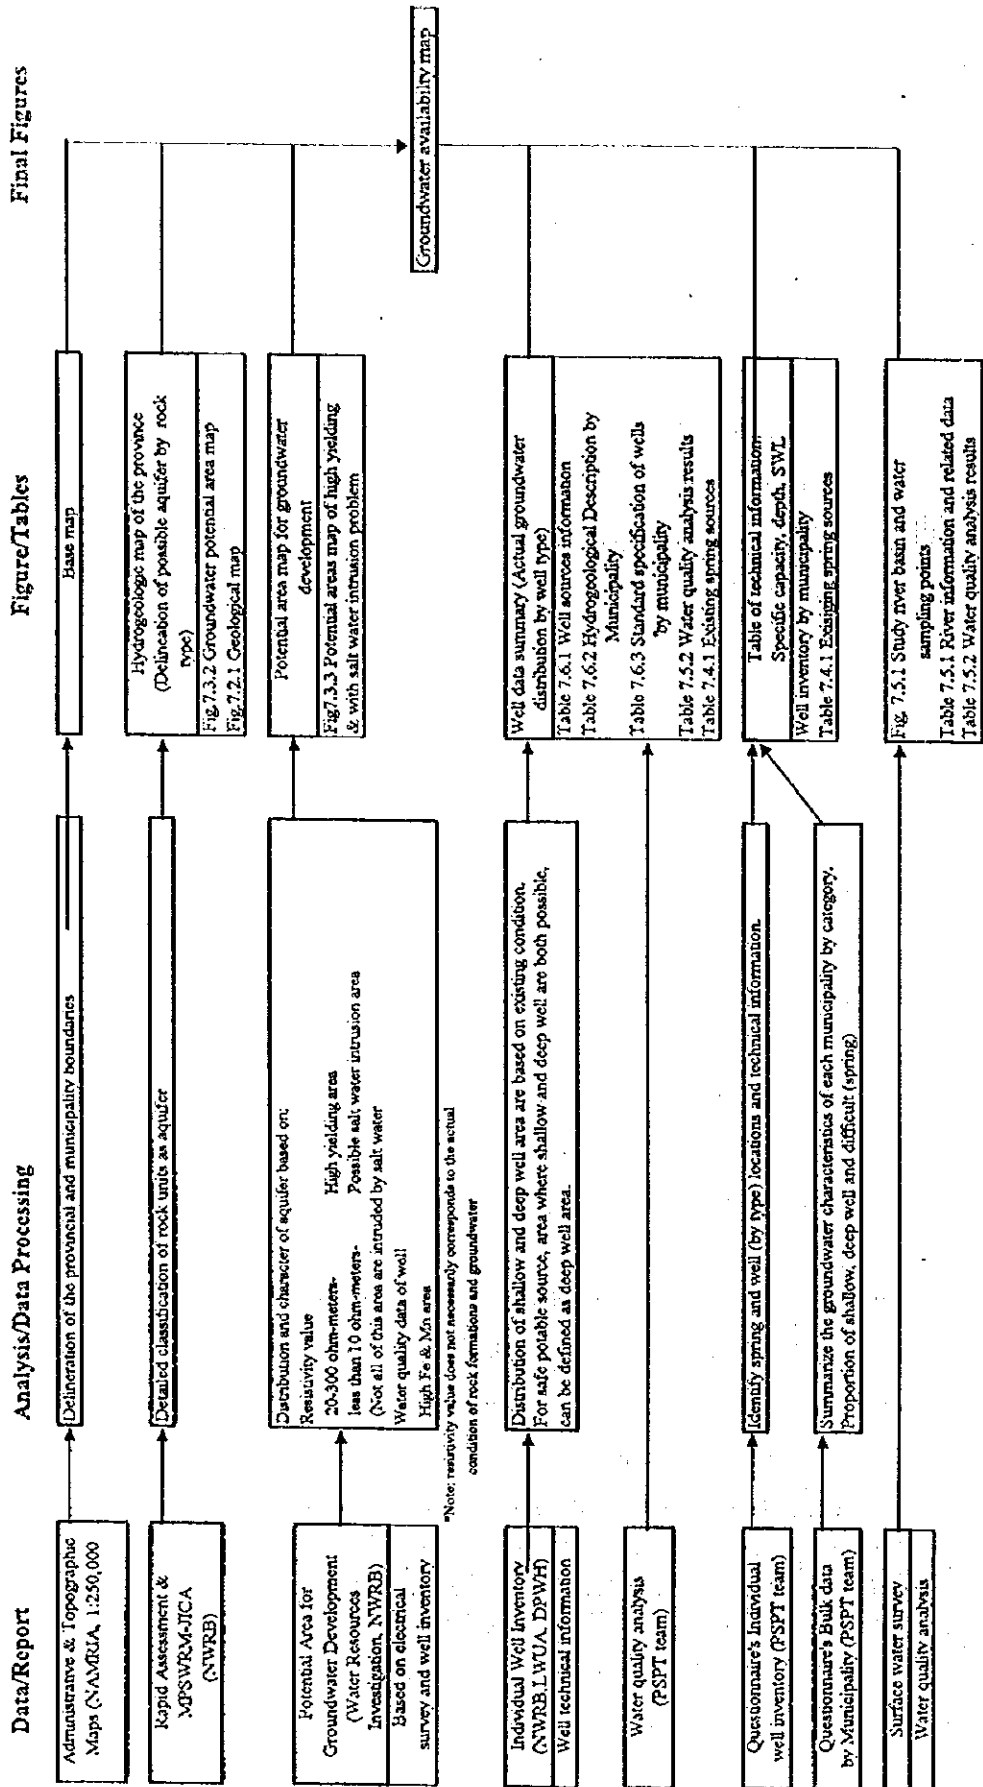 Data/Report
Analysis/Data Processing
Figure/Tables
Final Figures
Administrative & Topographic
Maps (NAMRIA, 1:250,000
Delineration of the provincial and municipality boundaries
Base map
Rapid Assessment &
MPSWRM-JICA
(NWRB)
Detailed classification of rock units as aquifer
Hydrogeologic map of the province
(Delineation of possible aquifer by rock
type)
Fig.7.3.2 Groundwater potential area map
Fig.7.2.1 Geological map
Potential Area for
Groundwater Development
(Water Resources
Investigation, NWRB)
Based on electrical
survey and well inventory
Distribution and character of aquifer based on:
Resistivity value
20-300 ohm-meters- High yielding area
less than 10 ohm-meters- Possible salt water intrusion area
(Not all of this area are intruded by salt water
Water quality data of well
High Fe & Mn area
*Note: resistivity value does not necessarily corresponds to the actual
condition of rock formations and groundwater
Potential area map for groundwater
development
Fig7.3.3 Potential areas map of high yielding
& with salt water intrusion problem
Groundwater availability map
Individual Well Inventory
(NWRB,LWUA, DPWH)
Well technical information
Distribution of shallow and deep well area are based on existing condition.
For safe potable source, area where shallow and deep well are both possible,
can be defined as deep well area.
Well data summary (Actual groundwater
distribution by well type)
Table 7.6.1 Well sources information
Table 7.6.2 Hydrogeological Description by
Municipality
Table 7.6.3 Standard specification of wells
by municipality
Table 7.5.2 Water quality analysis results
Table 7.4.1 Existing spring sources
Water quality analysis
(PSPT team)
Questionnaire's Individual
well inventory (PSPT team)
Identify spring and well (by type) locations and technical information.
Table of technical information:
Specific capacity, depth, SWL
Well inventory by municipality
Table 7.4.1 Exisiging spring sources
Questionnaire's Bulk data
by Municipality (PSPT team)
Summarize the groundwater characteristics of each municipality by category.
Proportion of shallow, deep well and difficult (spring)
Surface water survey
Water quality analysis
Fig. 7.5.1 Study river basin and water
sampling points
Table 7.5.1 River information and related data
Table 7.5.2 Water quality analysis results